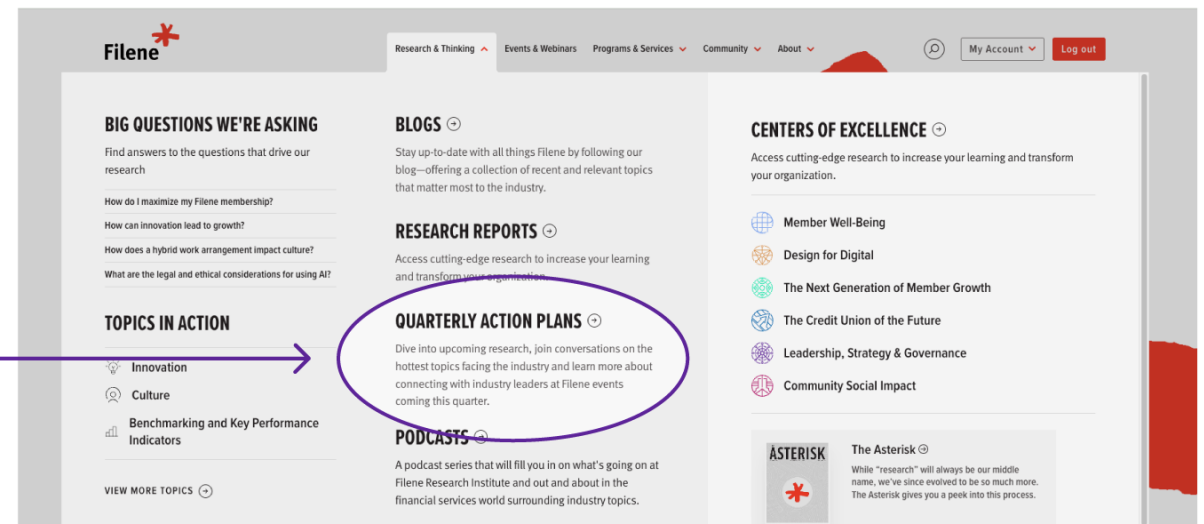 Filene
Research & Thinking
Events & Webinars
Programs & Services
Community
About
My Account
Log out
BIG QUESTIONS WE'RE ASKING
Find answers to the questions that drive our
research
How do I maximize my Filene membership?
How can innovation lead to growth?
How does a hybrid work arrangement impact culture?
What are the legal and ethical considerations for using AI?
TOPICS IN ACTION
Innovation
Culture
Benchmarking and Key Performance
Indicators
VIEW MORE TOPICS
BLOGS
Stay up-to-date with all things Filene by following our
blog—offering a collection of recent and relevant topics
that matter most to the industry.
RESEARCH REPORTS
Access cutting-edge research to increase your learning
and transform your organization.
QUARTERLY ACTION PLANS
Dive into upcoming research, join conversations on the
hottest topics facing the industry and learn more about
connecting with industry leaders at Filene events
coming this quarter.
PODCASTS
A podcast series that will fill you in on what's going on at
Filene Research Institute and out and about in the
financial services world surrounding industry topics.
CENTERS OF EXCELLENCE
Access cutting-edge research to increase your learning and transform
your organization.
Member Well-Being
Design for Digital
The Next Generation of Member Growth
The Credit Union of the Future
Leadership, Strategy & Governance
Community Social Impact
ASTERISK
The Asterisk
While "research" will always be our middle
name, we've since evolved to be so much more.
The Asterisk gives you a peek into this process.